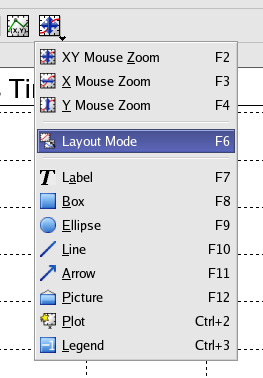 XY Mouse Zoom F2
X Mouse Zoom F3
Y Mouse Zoom F4
Layout Mode F6
T Label F7
Box F8
Ellipse F9
Line F10
Arrow F11
Picture F12
Plot Ctrl+2
Legend Ctrl+3